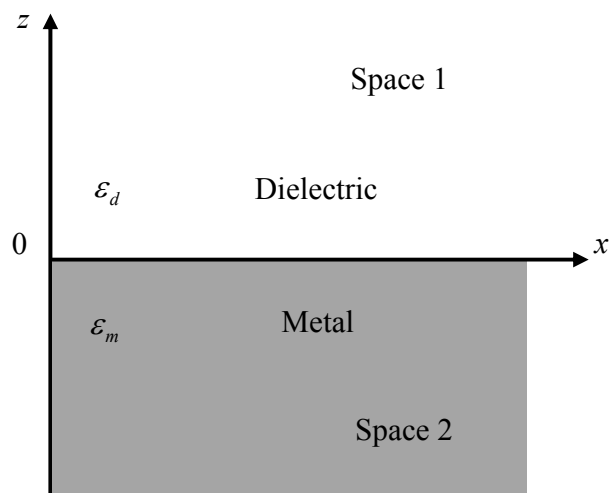 z
Space 1
ε_d
Dielectric
0
x
ε_m
Metal
Space 2